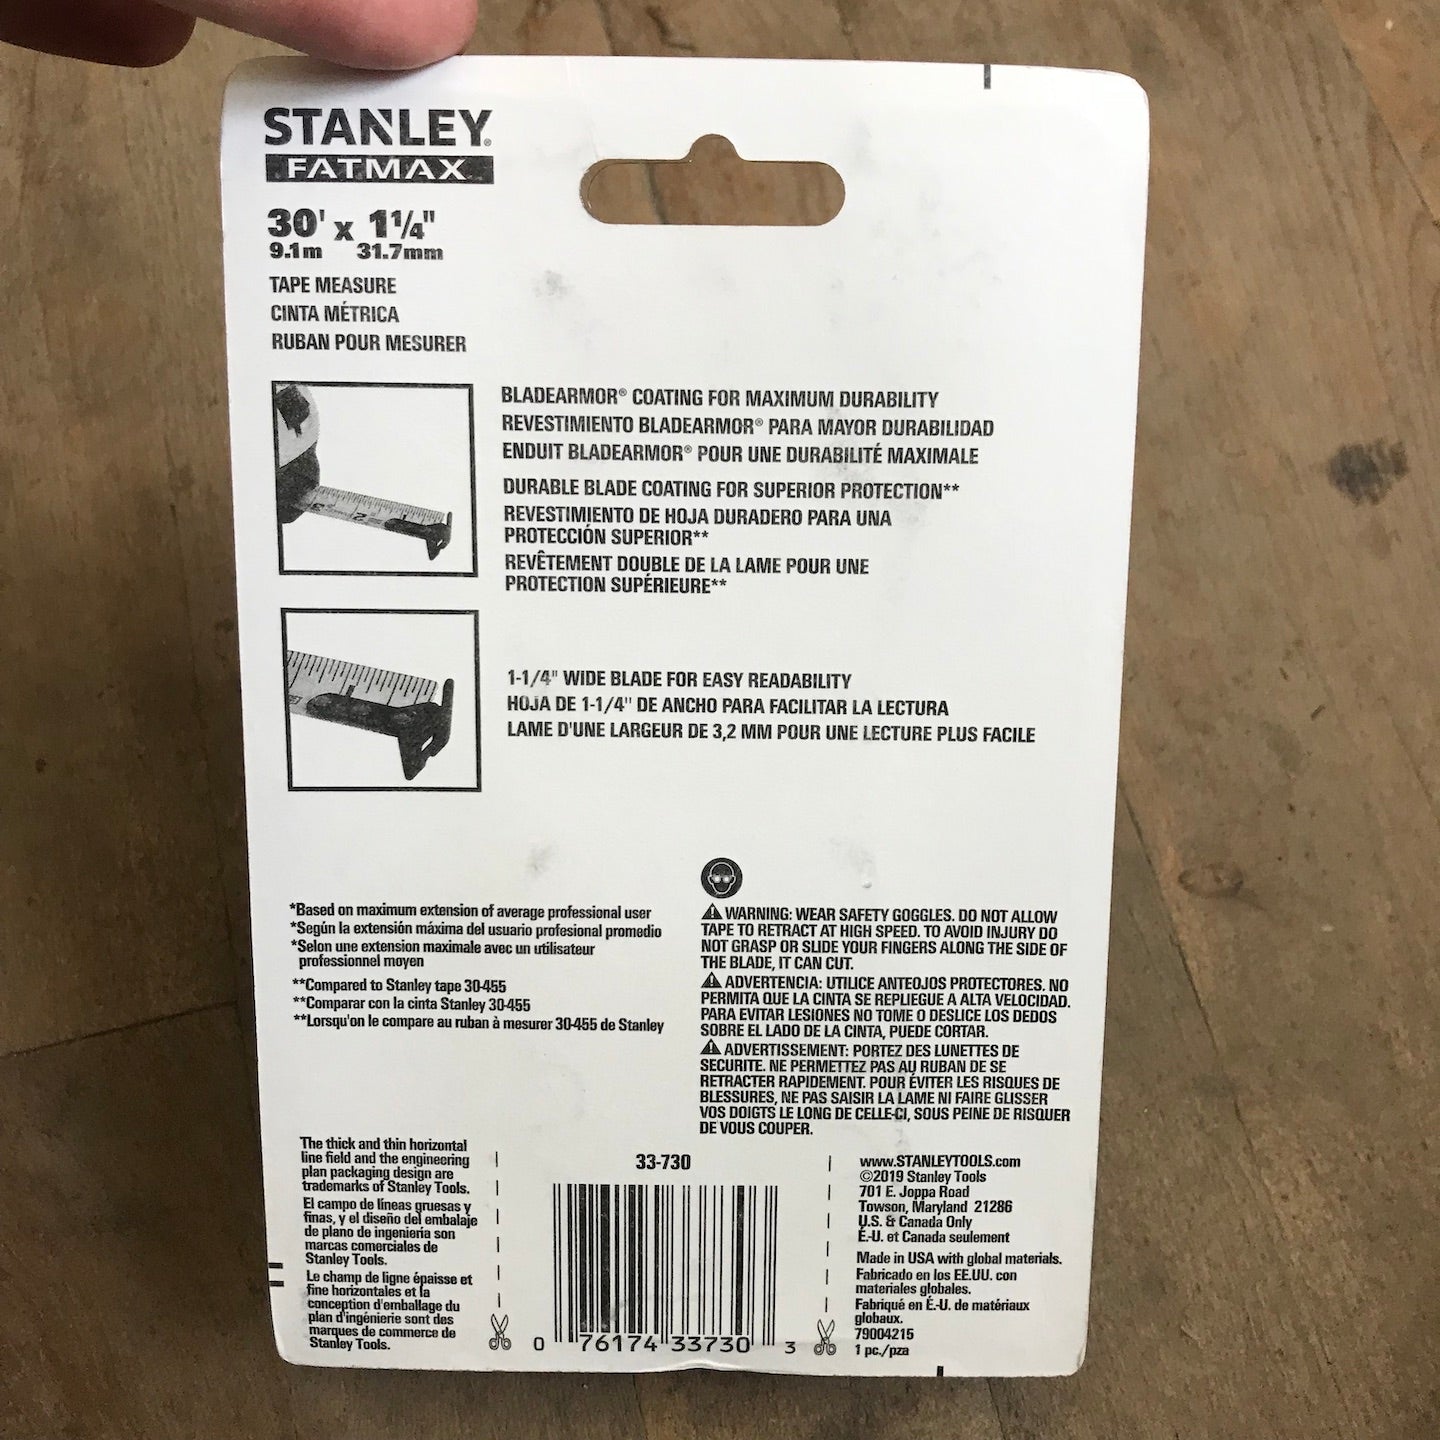 STANLEY®
FATMAX
30' x 1 1/4"
9.1m 31.7mm
TAPE MEASURE
CINTA MÉTRICA
RUBAN POUR MESURER
BLADEARMOR® COATING FOR MAXIMUM DURABILITY
REVESTIMIENTO BLADEARMOR® PARA MAYOR DURABILIDAD
ENDUIT BLADEARMOR® POUR UNE DURABILITÉ MAXIMALE
DURABLE BLADE COATING FOR SUPERIOR PROTECTION**
REVESTIMIENTO DE HOJA DURADERO PARA UNA
PROTECCIÓN SUPERIOR**
REVÊTEMENT DOUBLE DE LA LAME POUR UNE
PROTECTION SUPÉRIEURE**
1-1/4" WIDE BLADE FOR EASY READABILITY
HOJA DE 1-1/4" DE ANCHO PARA FACILITAR LA LECTURA
LAME D'UNE LARGEUR DE 3,2 MM POUR UNE LECTURE PLUS FACILE
*Based on maximum extension of average professional user
*Según la extensión máxima del usuario profesional promedio
*Selon une extension maximale avec un utilisateur
professionnel moyen
**Compared to Stanley tape 30-455
**Comparar con la cinta Stanley 30-455
**Lorsqu'on le compare au ruban à mesurer 30-455 de Stanley
WARNING: WEAR SAFETY GOGGLES. DO NOT ALLOW
TAPE TO RETRACT AT HIGH SPEED. TO AVOID INJURY DO
NOT GRASP OR SLIDE YOUR FINGERS ALONG THE SIDE OF
THE BLADE, IT CAN CUT.
ADVERTENCIA: UTILICE ANTEOJOS PROTECTORES. NO
PERMITA QUE LA CINTA SE REPLIEGUE A ALTA VELOCIDAD.
PARA EVITAR LESIONES NO TOME O DESLICE LOS DEDOS
SOBRE EL LADO DE LA CINTA, PUEDE CORTAR.
ADVERTISSEMENT: PORTEZ DES LUNETTES DE
SECURITE. NE PERMETTEZ PAS AU RUBAN DE SE
RETRACTER RAPIDEMENT. POUR ÉVITER LES RISQUES DE
BLESSURES, NE PAS SAISIR LA LAME NI FAIRE GLISSER
VOS DOIGTS LE LONG DE CELLE-CI, SOUS PEINE DE RISQUER
DE VOUS COUPER.
The thick and thin horizontal
line field and the engineering
plan packaging design are
trademarks of Stanley Tools.
El campo de líneas gruesas y
finas, y el diseño del embalaje
de plano de ingeniería son
marcas comerciales de
Stanley Tools.
Le champ de ligne épaisse et
fine horizontales et la
conception d'emballage du
plan d'ingénierie sont des
marques de commerce de
Stanley Tools.
33-730
0 76174 33730 3
www.STANLEYTOOLS.com
©2019 Stanley Tools
701 E. Joppa Road
Towson, Maryland 21286
U.S. & Canada Only
É.-U. et Canada seulement
Made in USA with global materials.
Fabricado en los EE.UU. con
materiales globales.
Fabriqué en É.-U. de matériaux
globaux.
79004215
1 pc./pza